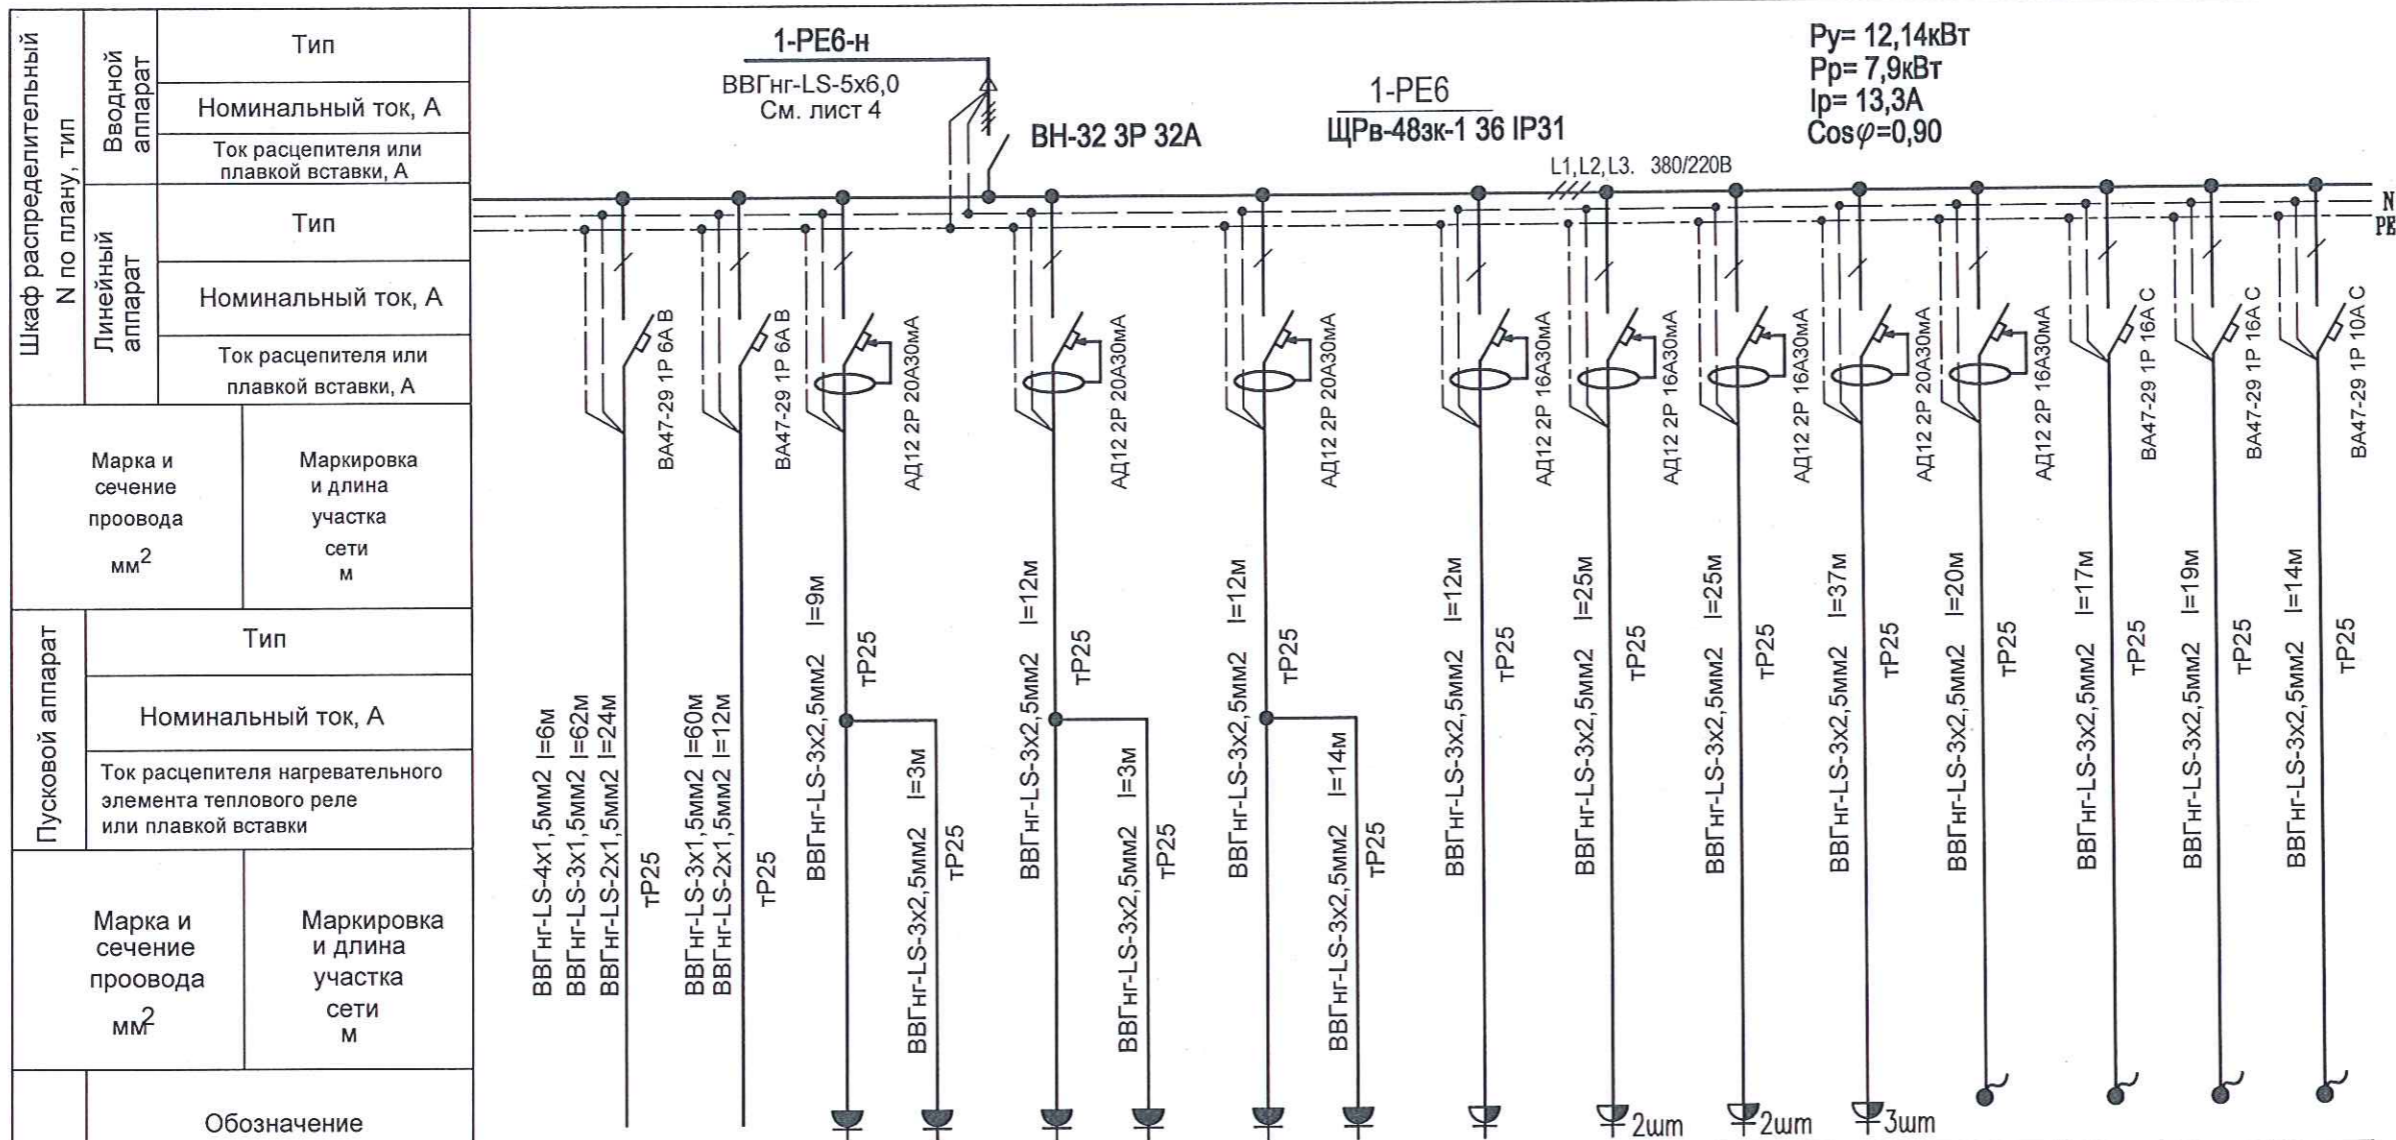 Шкаф распределительный
N по плану, тип
Вводной
аппарат
Тип
Номинальный ток, А
Ток расцепителя или
плавкой вставки, А
Линейный
аппарат
Тип
Номинальный ток, А
Ток расцепителя или
плавкой вставки, А
Марка и
сечение
проовода
мм2
Маркировка
и длина
участка
сети
м
Пусковой аппарат
Тип
Номинальный ток, А
Ток расцепителя нагревательного
элемента теплового реле
или плавкой вставки
Марка и
сечение
проовода
мм2
Маркировка
и длина
участка
сети
м
Обозначение
1-РЕ6-н
ВВГнг-LS-5х6,0
См. лист 4
ВН-32 3Р 32А
1-РЕ6
ЩРв-48зк-1 36 IP31
Ру= 12,14кВт
Рр= 7,9кВт
Iр= 13,3А
Cosφ=0,90
L1,L2,L3. 380/220В
N
PE
ВА47-29 1Р 6А В
ВА47-29 1Р 6А В
АД12 2Р 20А30мА
АД12 2Р 20А30мА
АД12 2Р 20А30мА
АД12 2Р 16А30мА
АД12 2Р 16А30мА
АД12 2Р 16А30мА
АД12 2Р 20А30мА
АД12 2Р 16А30мА
ВА47-29 1Р 16А С
ВА47-29 1Р 16А С
ВА47-29 1Р 10А С
ВВГнг-LS-4х1,5мм2 l=6м
ВВГнг-LS-3х1,5мм2 l=62м
ВВГнг-LS-2х1,5мм2 l=24м
тР25
ВВГнг-LS-3х1,5мм2 l=60м
ВВГнг-LS-2х1,5мм2 l=12м
тР25
ВВГнг-LS-3х2,5мм2 l=9м
тР25
ВВГнг-LS-3х2,5мм2 l=3м
тР25
ВВГнг-LS-3х2,5мм2 l=12м
тР25
ВВГнг-LS-3х2,5мм2 l=3м
тР25
ВВГнг-LS-3х2,5мм2 l=12м
тР25
ВВГнг-LS-3х2,5мм2 l=14м
тР25
ВВГнг-LS-3х2,5мм2 l=12м
тР25
ВВГнг-LS-3х2,5мм2 l=25м
тР25
ВВГнг-LS-3х2,5мм2 l=25м
тР25
ВВГнг-LS-3х2,5мм2 l=37м
тР25
ВВГнг-LS-3х2,5мм2 l=20м
тР25
ВВГнг-LS-3х2,5мм2 l=17м
тР25
ВВГнг-LS-3х2,5мм2 l=19м
тР25
ВВГнг-LS-3х2,5мм2 l=14м
тР25
2шт
2шт
3шт